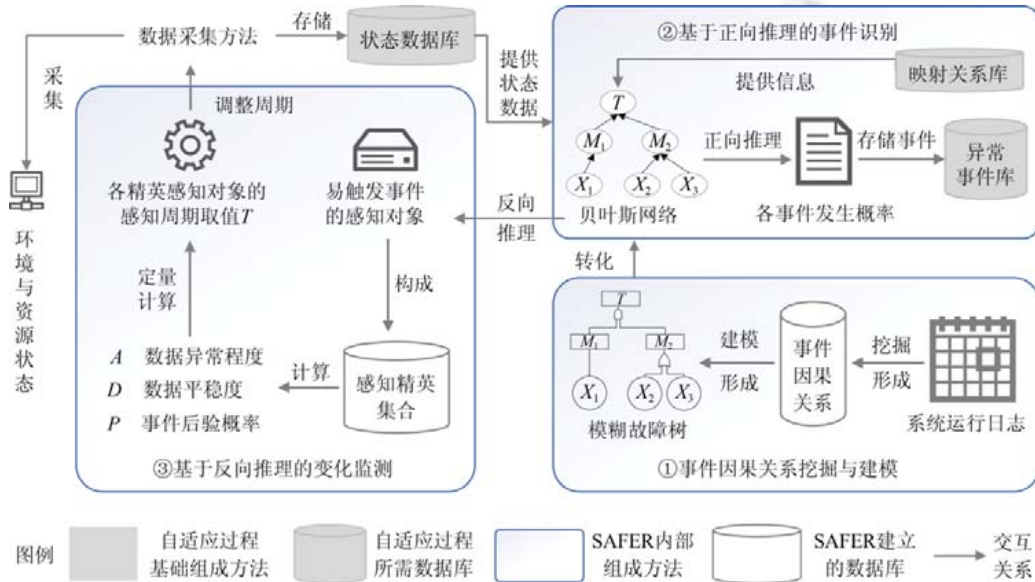 数据采集方法
存储
状态数据库
采集
提供
状态
数据
环境与资源状态
调整周期
各精英感知对象的
感知周期取值T
易触发事件
的感知对象
定量
计算
构成
A 数据异常程度
D 数据平稳度
P 事件后验概率
计算
感知精英
集合
③基于反向推理的变化监测
反向
推理
②基于正向推理的事件识别
提供信息
映射关系库
T
M₁
M₂
X₁
X₂
X₃
贝叶斯网络
正向推理
各事件发生概率
存储事件
异常
事件库
转化
T
M₁
M₂
X₁
X₂
X₃
模糊故障树
建模
形成
事件
因果
关系
挖掘
形成
系统运行日志
①事件因果关系挖掘与建模
图例
自适应过程
基础组成方法
自适应过程
所需数据库
SAFER内部
组成方法
SAFER建立
的数据库
交互
关系